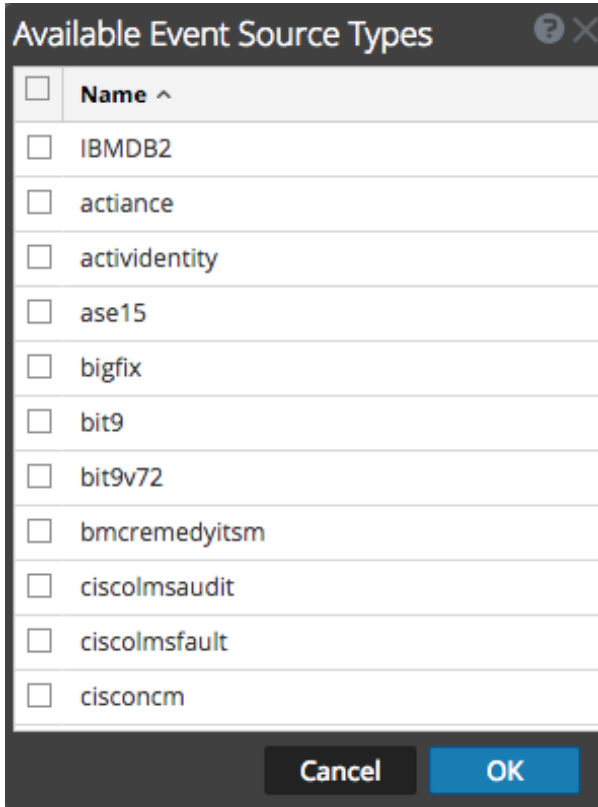 Available Event Source Types
Name
IBMDB2
actiance
actividentity
ase15
bigfix
bit9
bit9v72
bmcremedyitsm
ciscolmsaudit
ciscolmsfault
cisconcm
Cancel OK